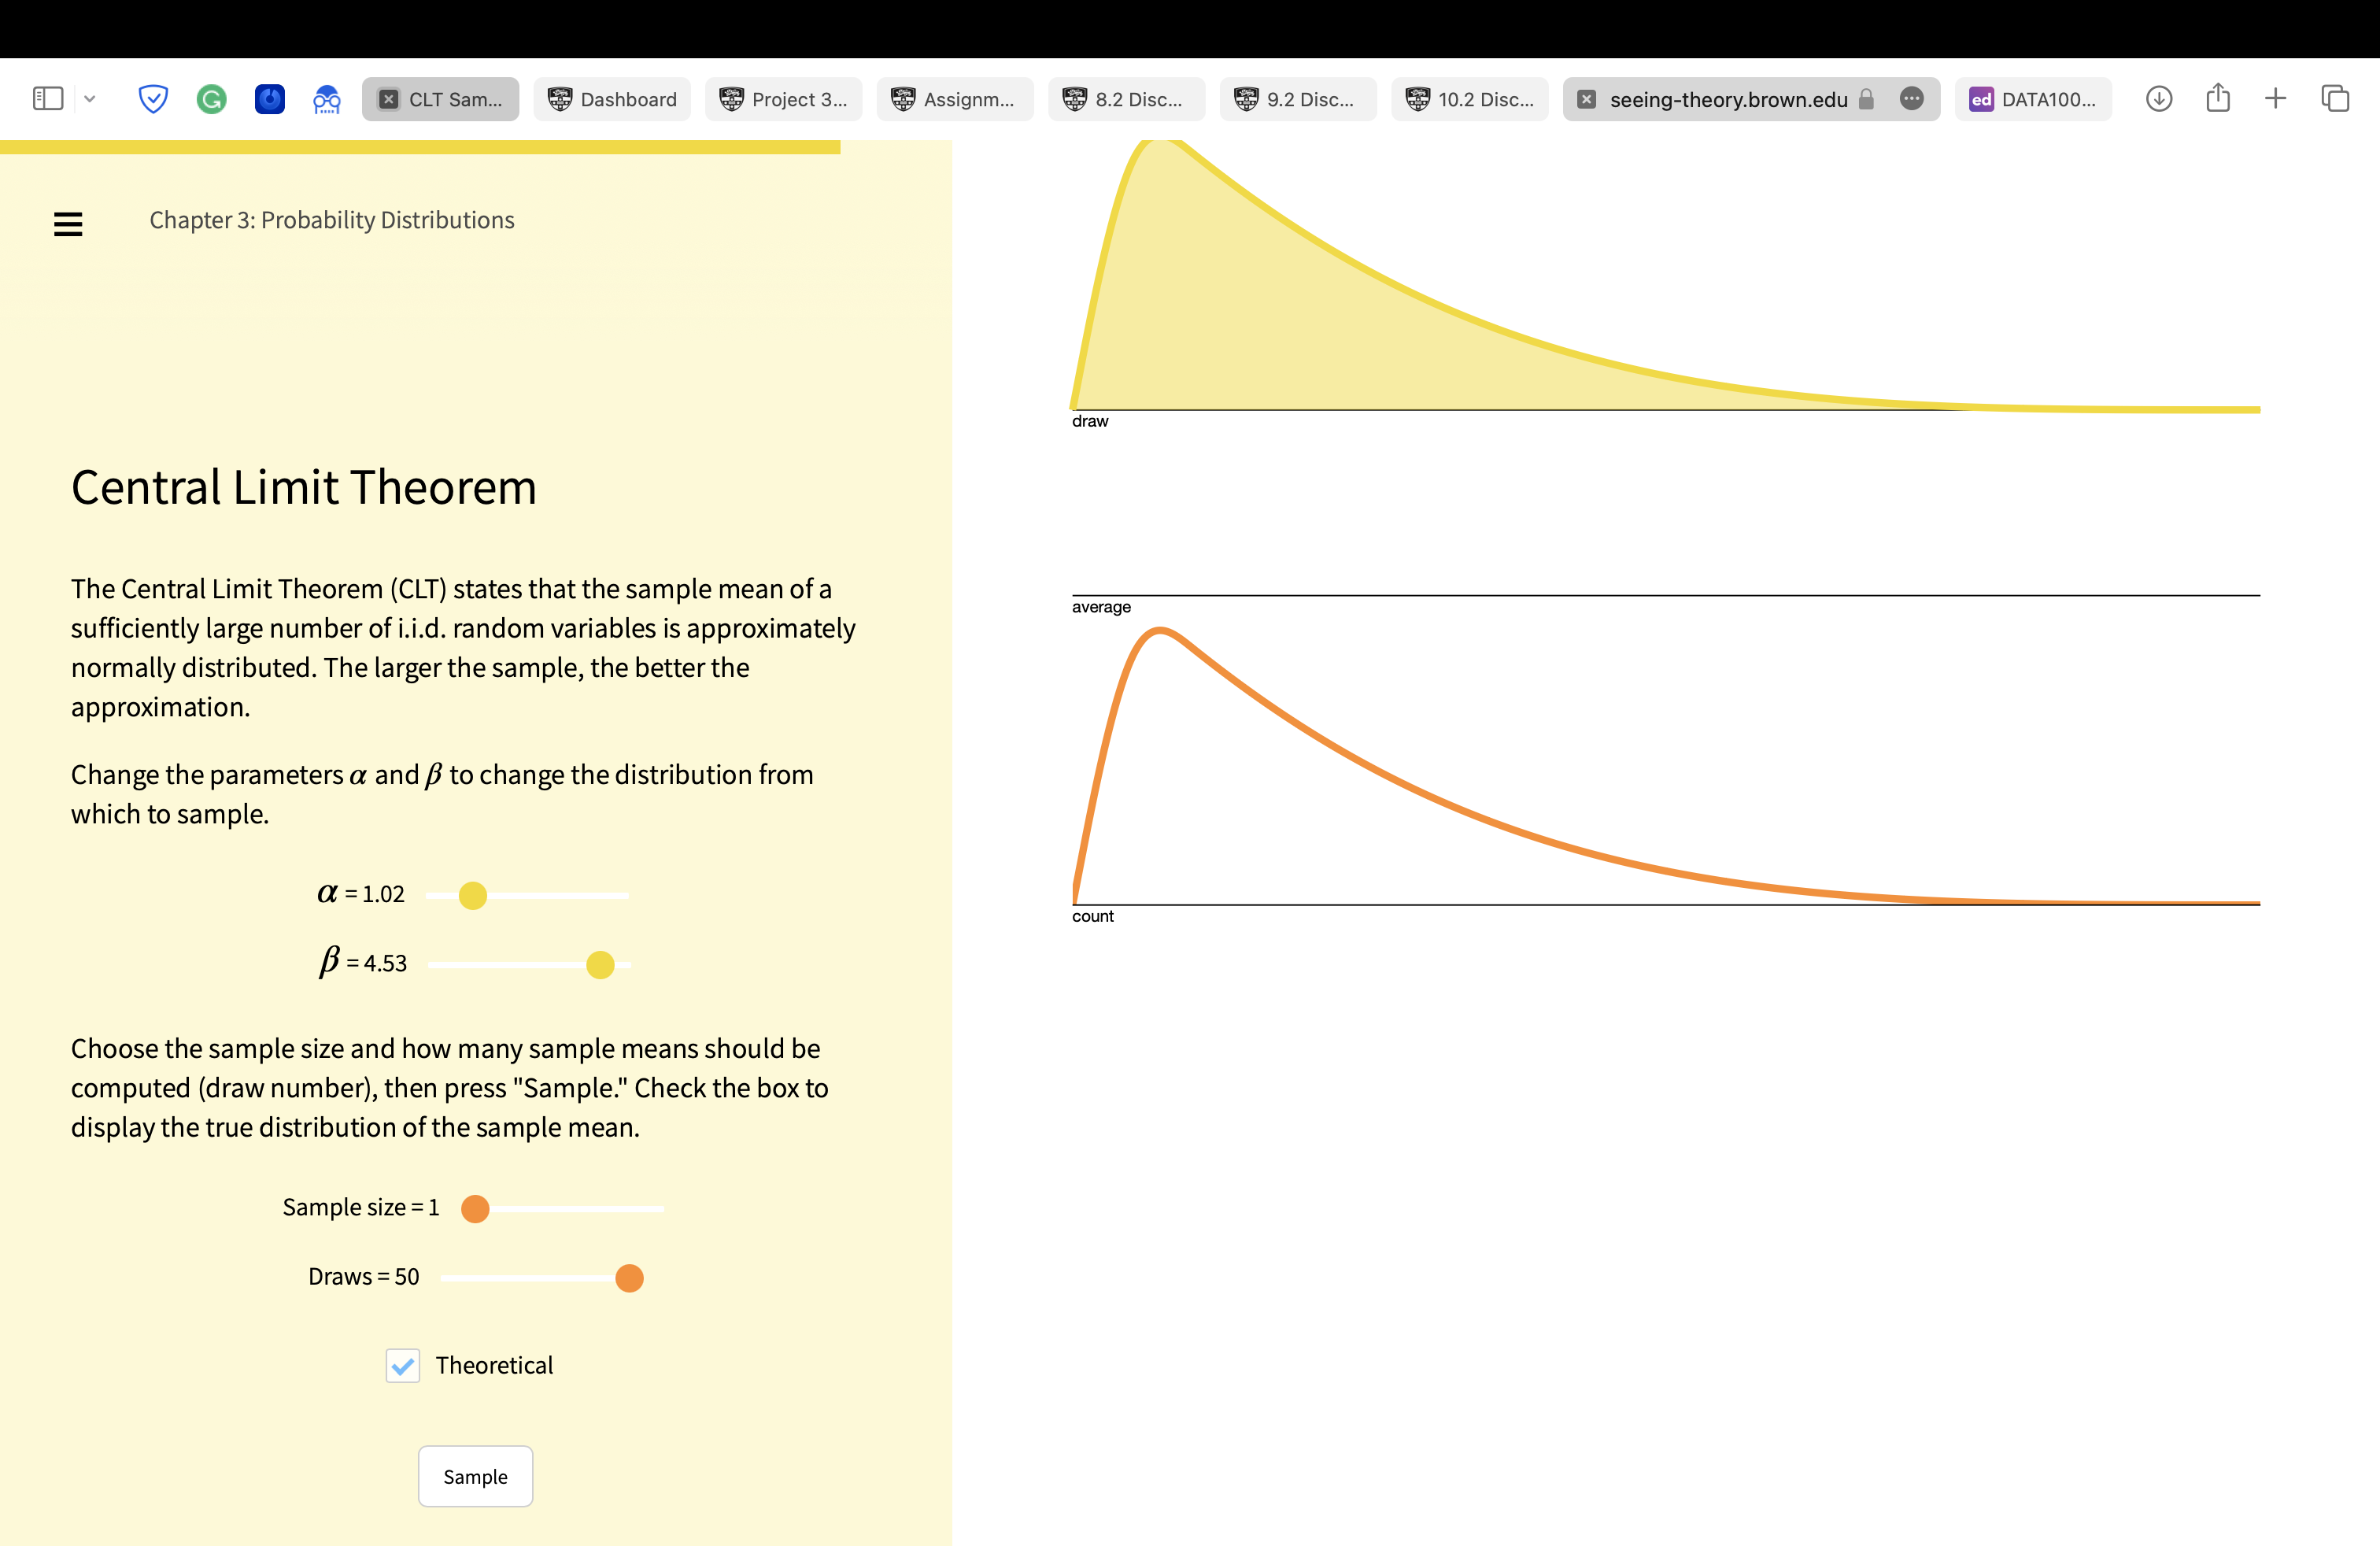 CLT Sam...
Dashboard
Project 3...
Assignm...
8.2 Disc...
9.2 Disc...
10.2 Disc...
seeing-theory.brown.edu
ed DATA100...
Chapter 3: Probability Distributions
Central Limit Theorem
The Central Limit Theorem (CLT) states that the sample mean of a
sufficiently large number of i.i.d. random variables is approximately
normally distributed. The larger the sample, the better the
approximation.
Change the parameters α and β to change the distribution from
which to sample.
α = 1.02
β = 4.53
Choose the sample size and how many sample means should be
computed (draw number), then press "Sample." Check the box to
display the true distribution of the sample mean.
Sample size = 1
Draws = 50
Theoretical
Sample
draw
average
count